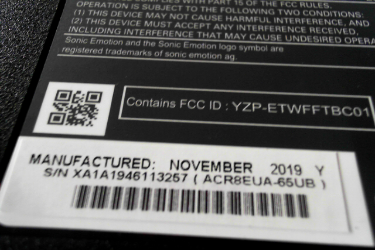 OPERATION IS SUBJECT TO THE FOLLOWING TWO CONDITIONS:
(1) THIS DEVICE MAY NOT CAUSE HARMFUL INTERFERENCE, AND
(2) THIS DEVICE MUST ACCEPT ANY INTERFERENCE
INCLUDING INTERFERENCE THAT MAY CAUSE UNDESIRED OPERA
Sonic Emotion and the Sonic Emotion logo symbol are
registered trademarks of sonic emotion ag.
Contains FCC ID : YZP-ETWFFTBC01
MANUFACTURED: NOVEMBER 2019 Y
S/N XA1A1946113257 ( ACR8EUA-65UB )